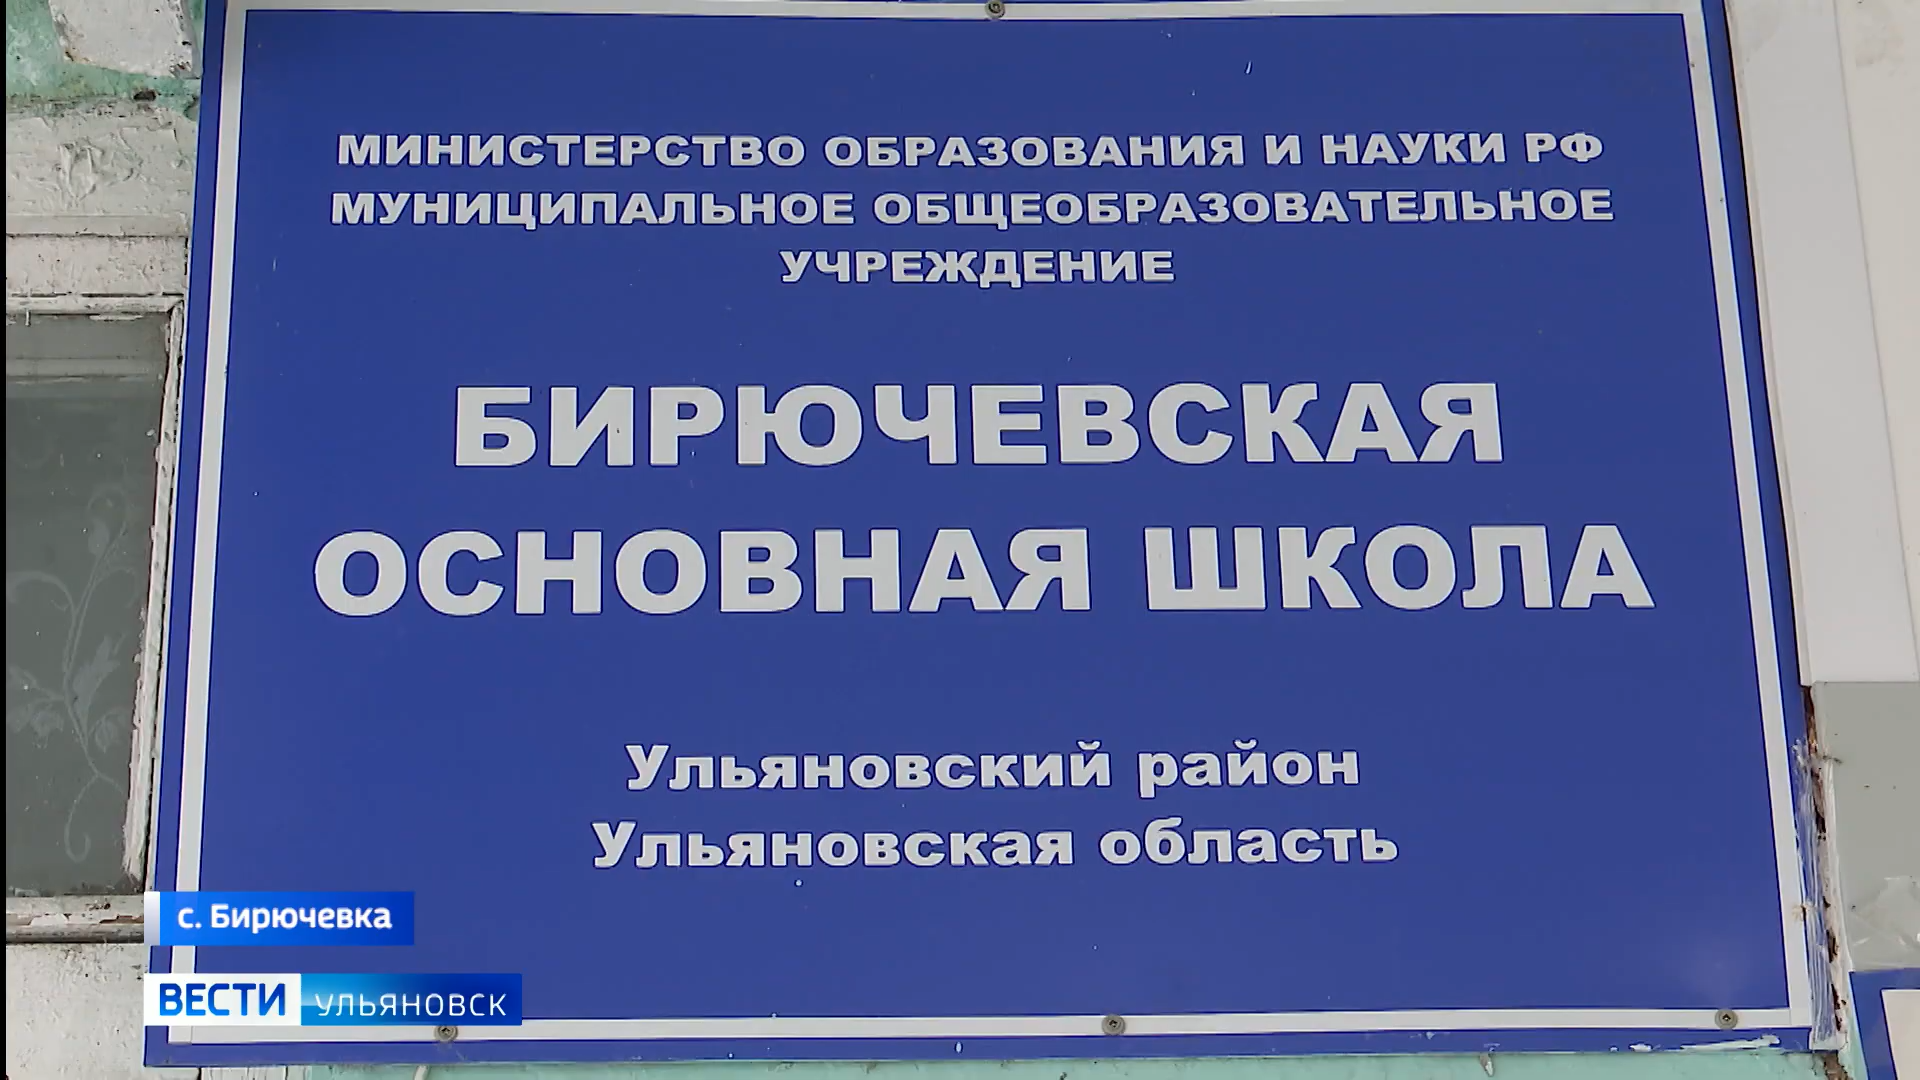 МИНИСТЕРСТВО ОБРАЗОВАНИЯ И НАУКИ РФ
МУНИЦИПАЛЬНОЕ ОБЩЕОБРАЗОВАТЕЛЬНОЕ
УЧРЕЖДЕНИЕ
БИРЮЧЕВСКАЯ
ОСНОВНАЯ ШКОЛА
Ульяновский район
Ульяновская область
с. Бирючевка
ВЕСТИ УЛЬЯНОВСК